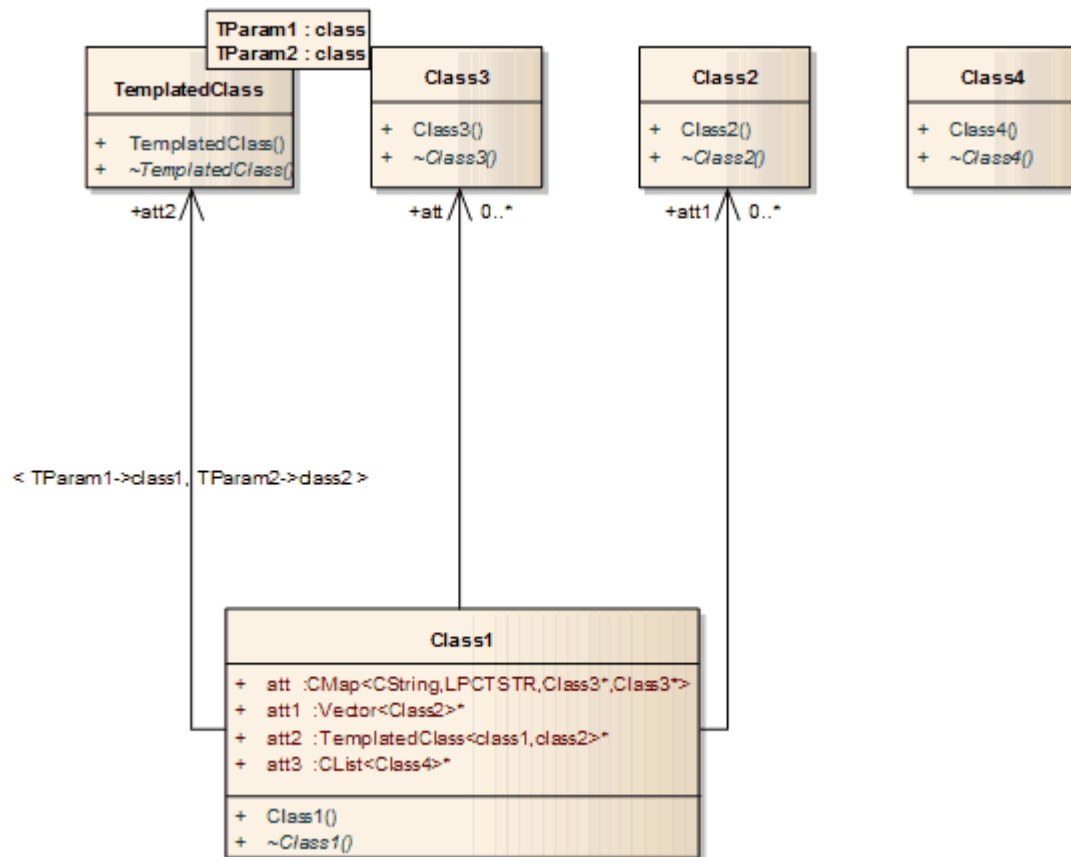 TParam1 : class
TParam2 : class
TemplatedClass
+ TemplatedClass()
+ ~TemplatedClass()
Class3
+ Class3()
+ ~Class3()
Class2
+ Class2()
+ ~Class2()
Class4
+ Class4()
+ ~Class4()
+att2
+att 0..*
+att1 0..*
< TParam1->class1, TParam2->class2 >
Class1
+ att :CMap<CString,LPCTSTR,Class3*,Class3*>
+ att1 :Vector<Class2>*
+ att2 :TemplatedClass<class1,class2>*
+ att3 :CList<Class4>*
+ Class1()
+ ~Class1()